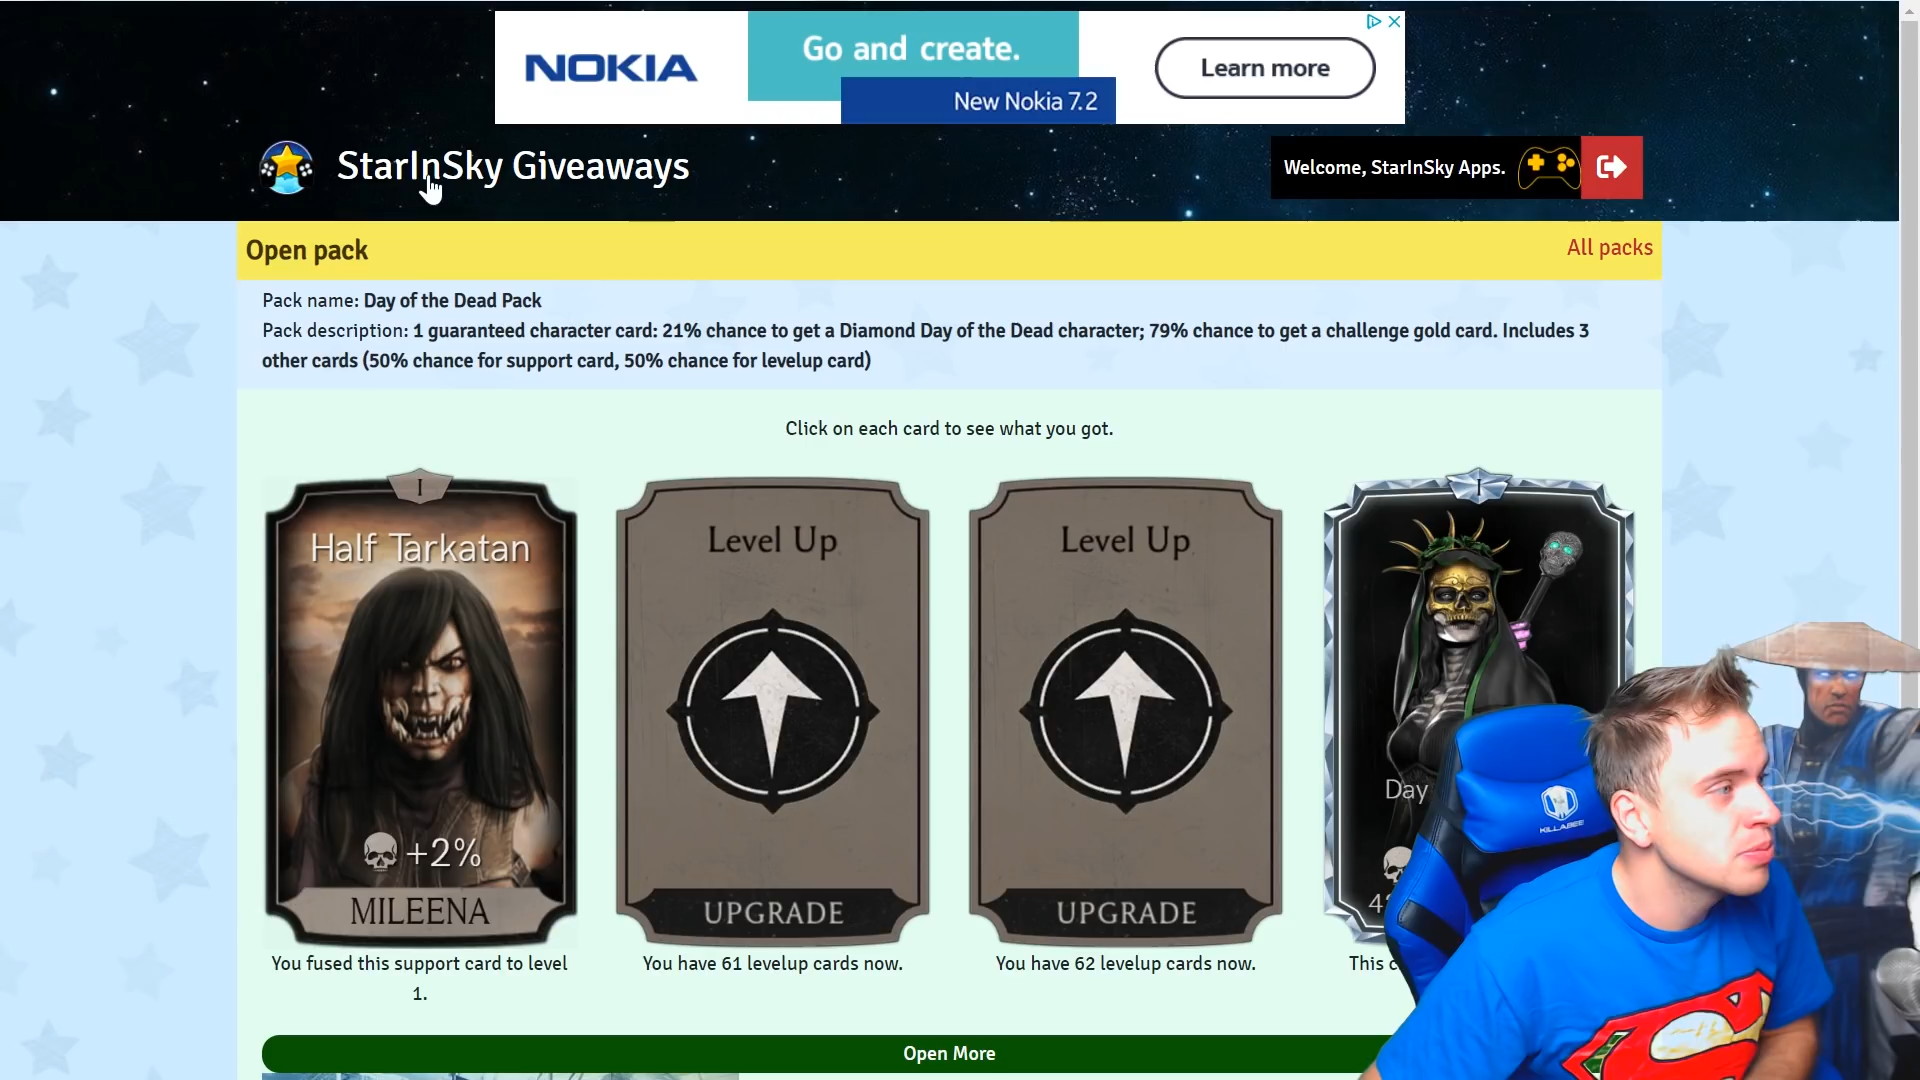 NOKIA
Go and create.
New Nokia 7.2
Learn more
StarInSky Giveaways
Welcome, StarInSky Apps.
Open pack
All packs
Pack name: Day of the Dead Pack
Pack description: 1 guaranteed character card: 21% chance to get a Diamond Day of the Dead character; 79% chance to get a challenge gold card. Includes 3
other cards (50% chance for support card, 50% chance for levelup card)
Click on each card to see what you got.
I
Half Tarkatan
+2%
MILEENA
Level Up
UPGRADE
Level Up
UPGRADE
I
Day
KILLABEE
You fused this support card to level
1.
You have 61 levelup cards now.
You have 62 levelup cards now.
This
Open More